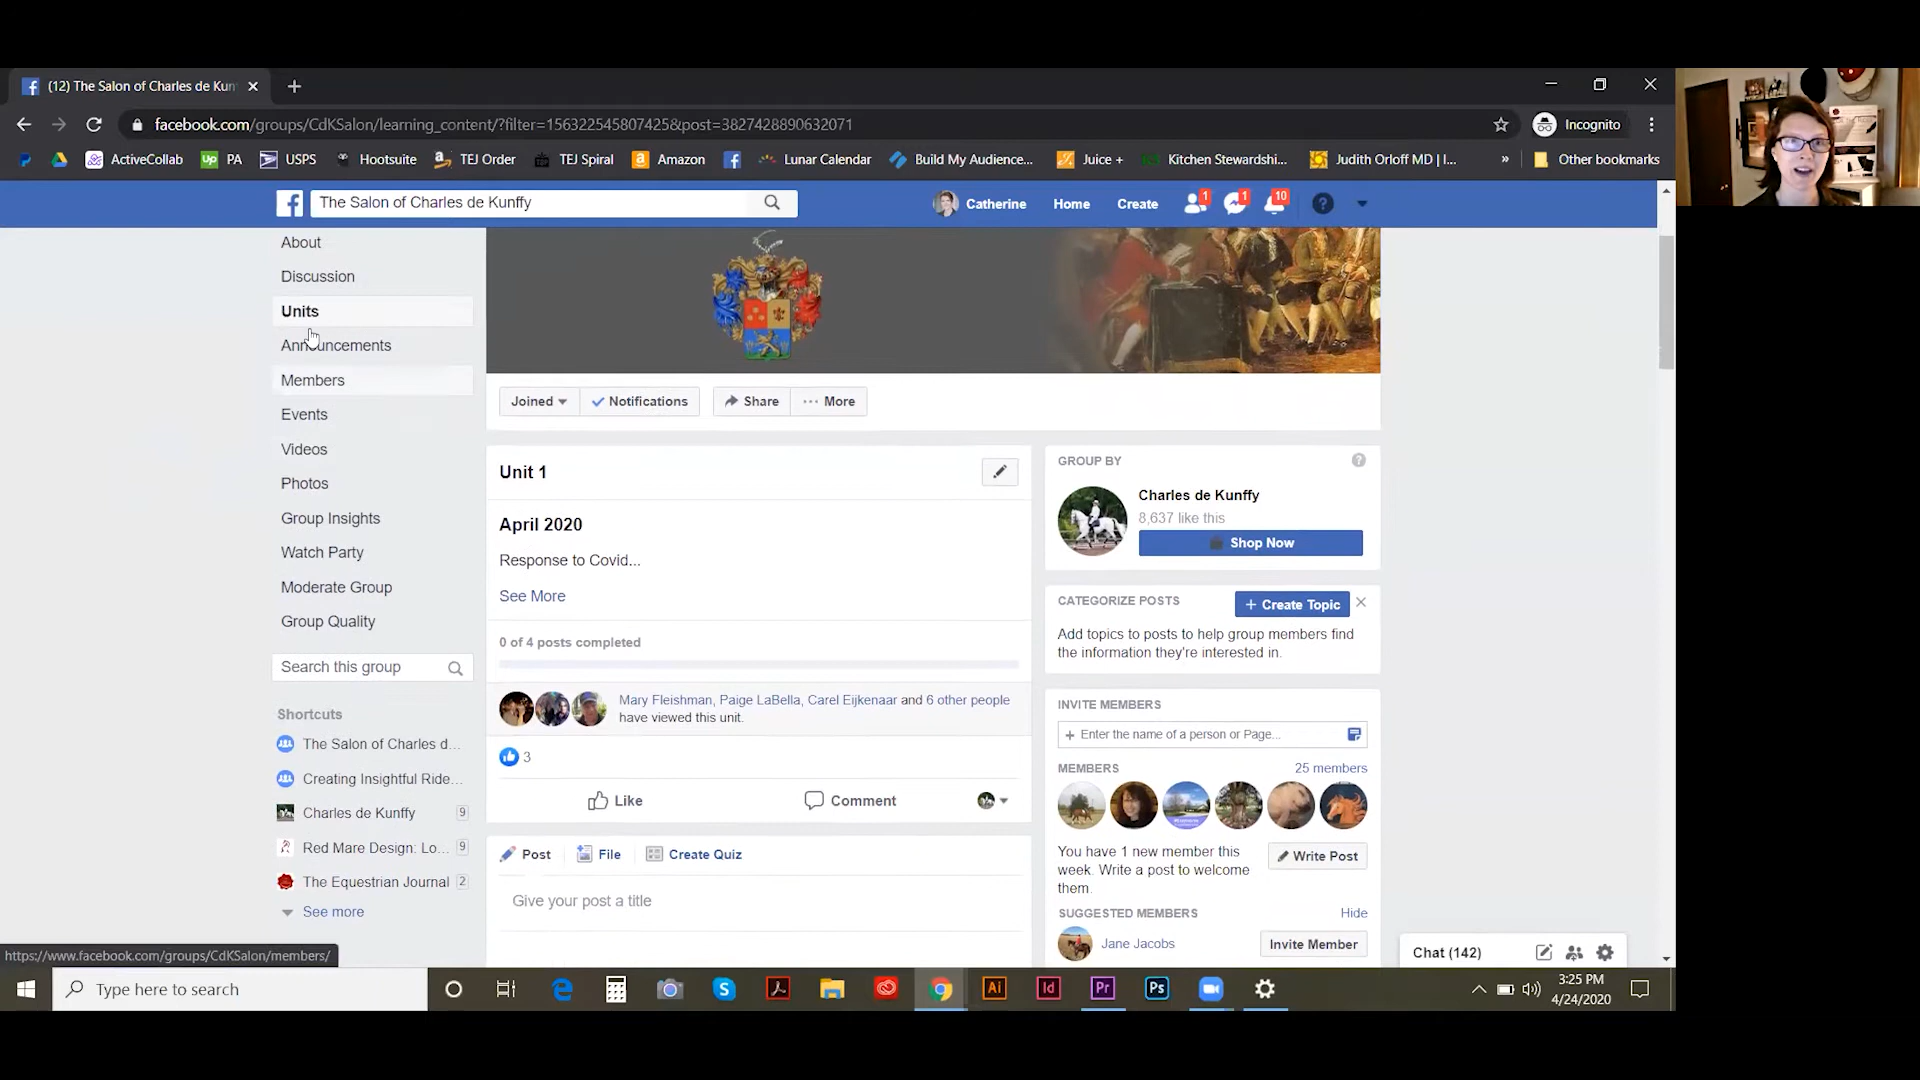 (12) The Salon of Charles de Kun
facebook.com/groups/CdKSalon/learning_content/?filter=156322545807425&post=3827428890632071
Incognito
ActiveCollab
Up PA
USPS
Hootsuite
TEJ Order
TEJ Spiral
Amazon
Lunar Calendar
Build My Audience...
Juice +
Kitchen Stewardshi...
Judith Orloff MD | I...
»
Other bookmarks
The Salon of Charles de Kunffy
Catherine
Home
Create
1
1
10
About
Discussion
Units
Announcements
Members
Events
Videos
Photos
Group Insights
Watch Party
Moderate Group
Group Quality
Search this group
Shortcuts
The Salon of Charles d...
Creating Insightful Ride...
Charles de Kunffy 9
Red Mare Design: Lo... 9
The Equestrian Journal 2
See more
Joined
Notifications
Share
More
Unit 1
April 2020
Response to Covid...
See More
0 of 4 posts completed
Mary Fleishman, Paige LaBella, Carel Eijkenaar and 6 other people
have viewed this unit.
3
Like
Comment
Post
File
Create Quiz
Give your post a title
GROUP BY
Charles de Kunffy
8,637 like this
Shop Now
CATEGORIZE POSTS
+ Create Topic
Add topics to posts to help group members find
the information they're interested in.
INVITE MEMBERS
+ Enter the name of a person or Page...
MEMBERS
25 members
You have 1 new member this
week. Write a post to welcome
them.
Write Post
SUGGESTED MEMBERS
Hide
Jane Jacobs
Invite Member
Chat (142)
https://www.facebook.com/groups/CdKSalon/members/
Type here to search
Ai
Id
Pr
Ps
3:25 PM
4/24/2020